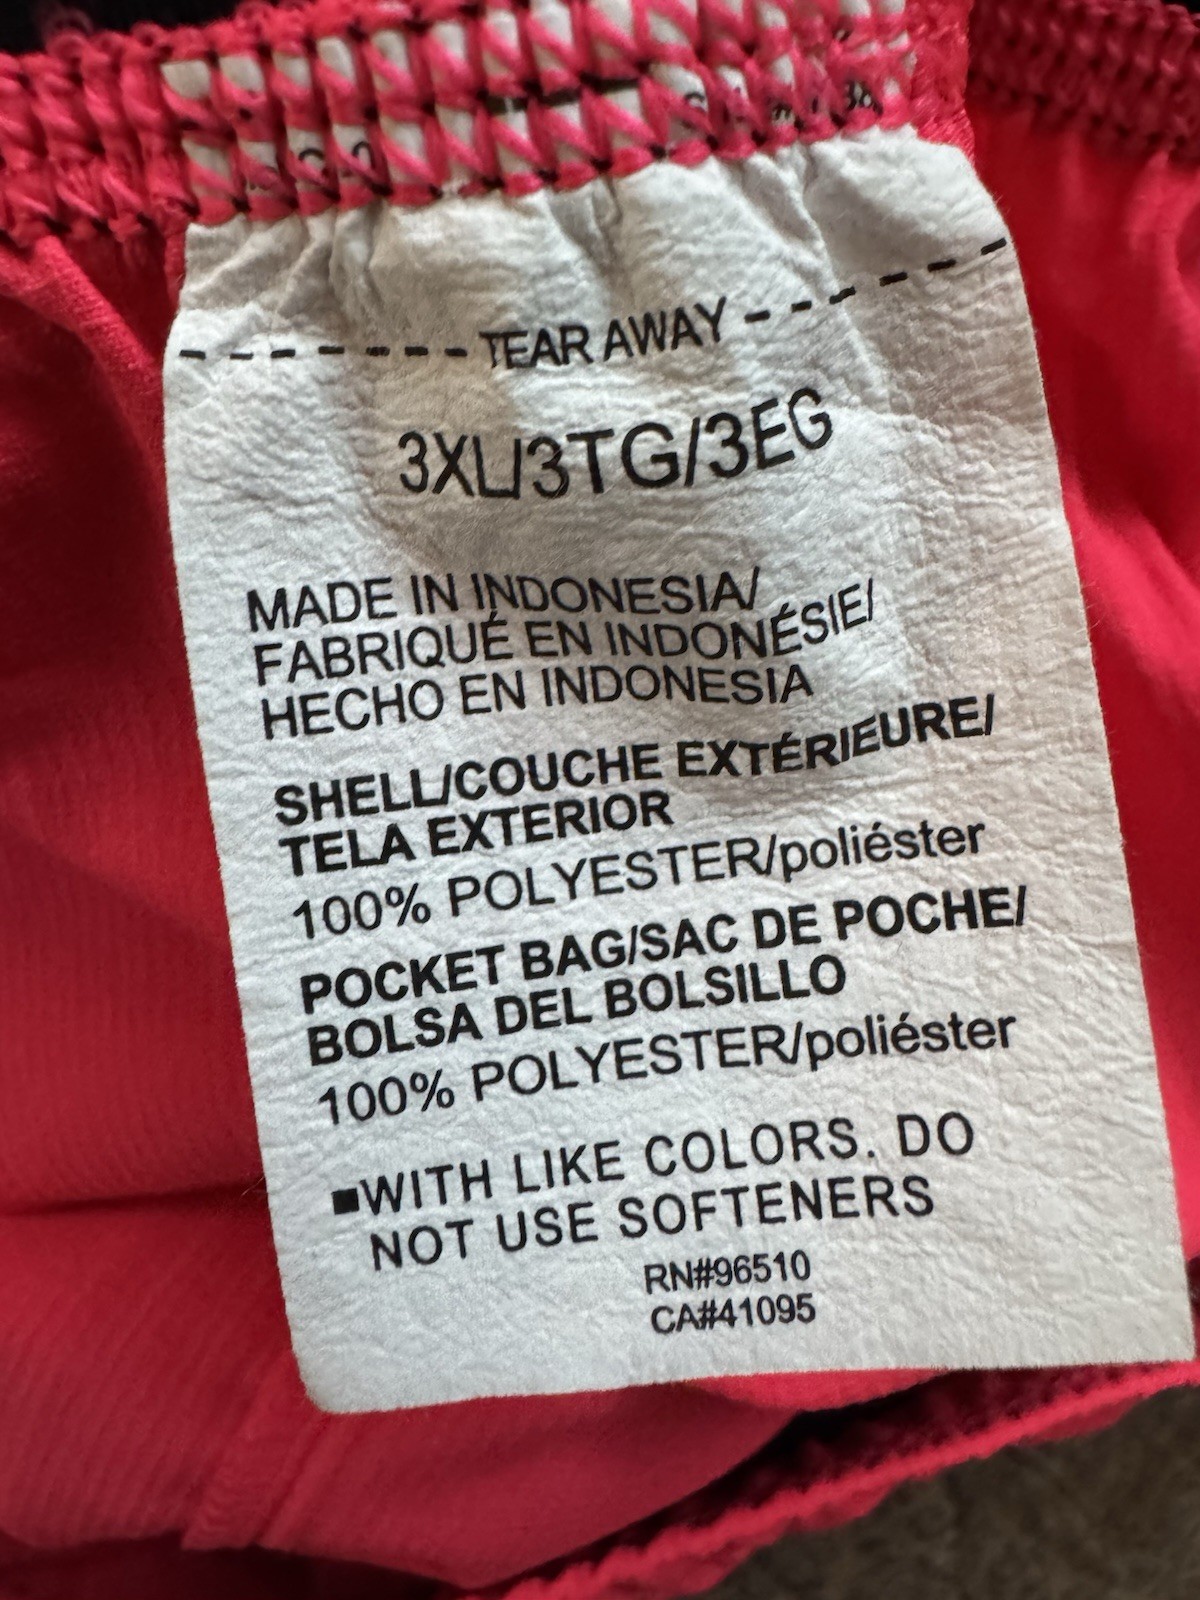 TEAR AWAY
3XL/3TG/3EG
MADE IN INDONESIA/
FABRIQUÉ EN INDONÉSIE/
HECHO EN INDONESIA
SHELL/COUCHE EXTÉRIEURE/
TELA EXTERIOR
100% POLYESTER/poliéster
POCKET BAG/SAC DE POCHE/
BOLSA DEL BOLSILLO
100% POLYESTER/poliéster
■WITH LIKE COLORS. DO
NOT USE SOFTENERS
RN#96510
CA#41095